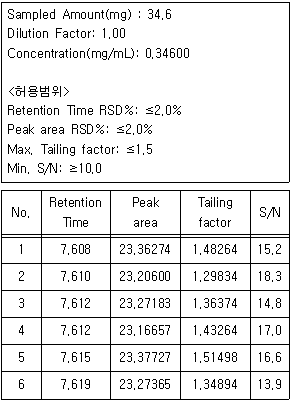 Sampled Amount(mg) : 34.6
Dilution Factor: 1.00
Concentration(mg/mL): 0.34600
<허용범위>
Retention Time RSD%: ≤2.0%
Peak area RSD%: ≤2.0%
Max. Tailing factor: ≤1.5
Min. S/N: ≥10.0
No. Retention Time Peak area Tailing factor S/N
1 7.608 23.36274 1.48264 15.2
2 7.610 23.20600 1.29834 18.3
3 7.612 23.27183 1.36374 14.8
4 7.612 23.16657 1.43264 17.0
5 7.615 23.37727 1.51498 16.6
6 7.619 23.27365 1.34894 13.9